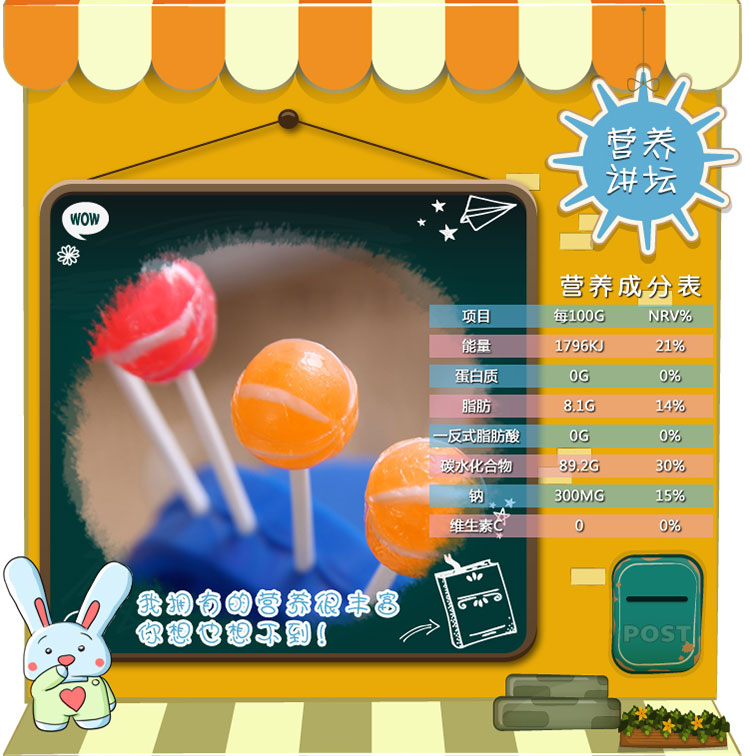 WOW
营养
讲坛
营养成分表
项目 每100G NRV%
能量 1796KJ 21%
蛋白质 0G 0%
脂肪 8.1G 14%
一反式脂肪酸 0G 0%
碳水化合物 89.2G 30%
钠 300MG 15%
维生素C 0 0%
我拥有的营养很丰富
你想也想不到！
POST